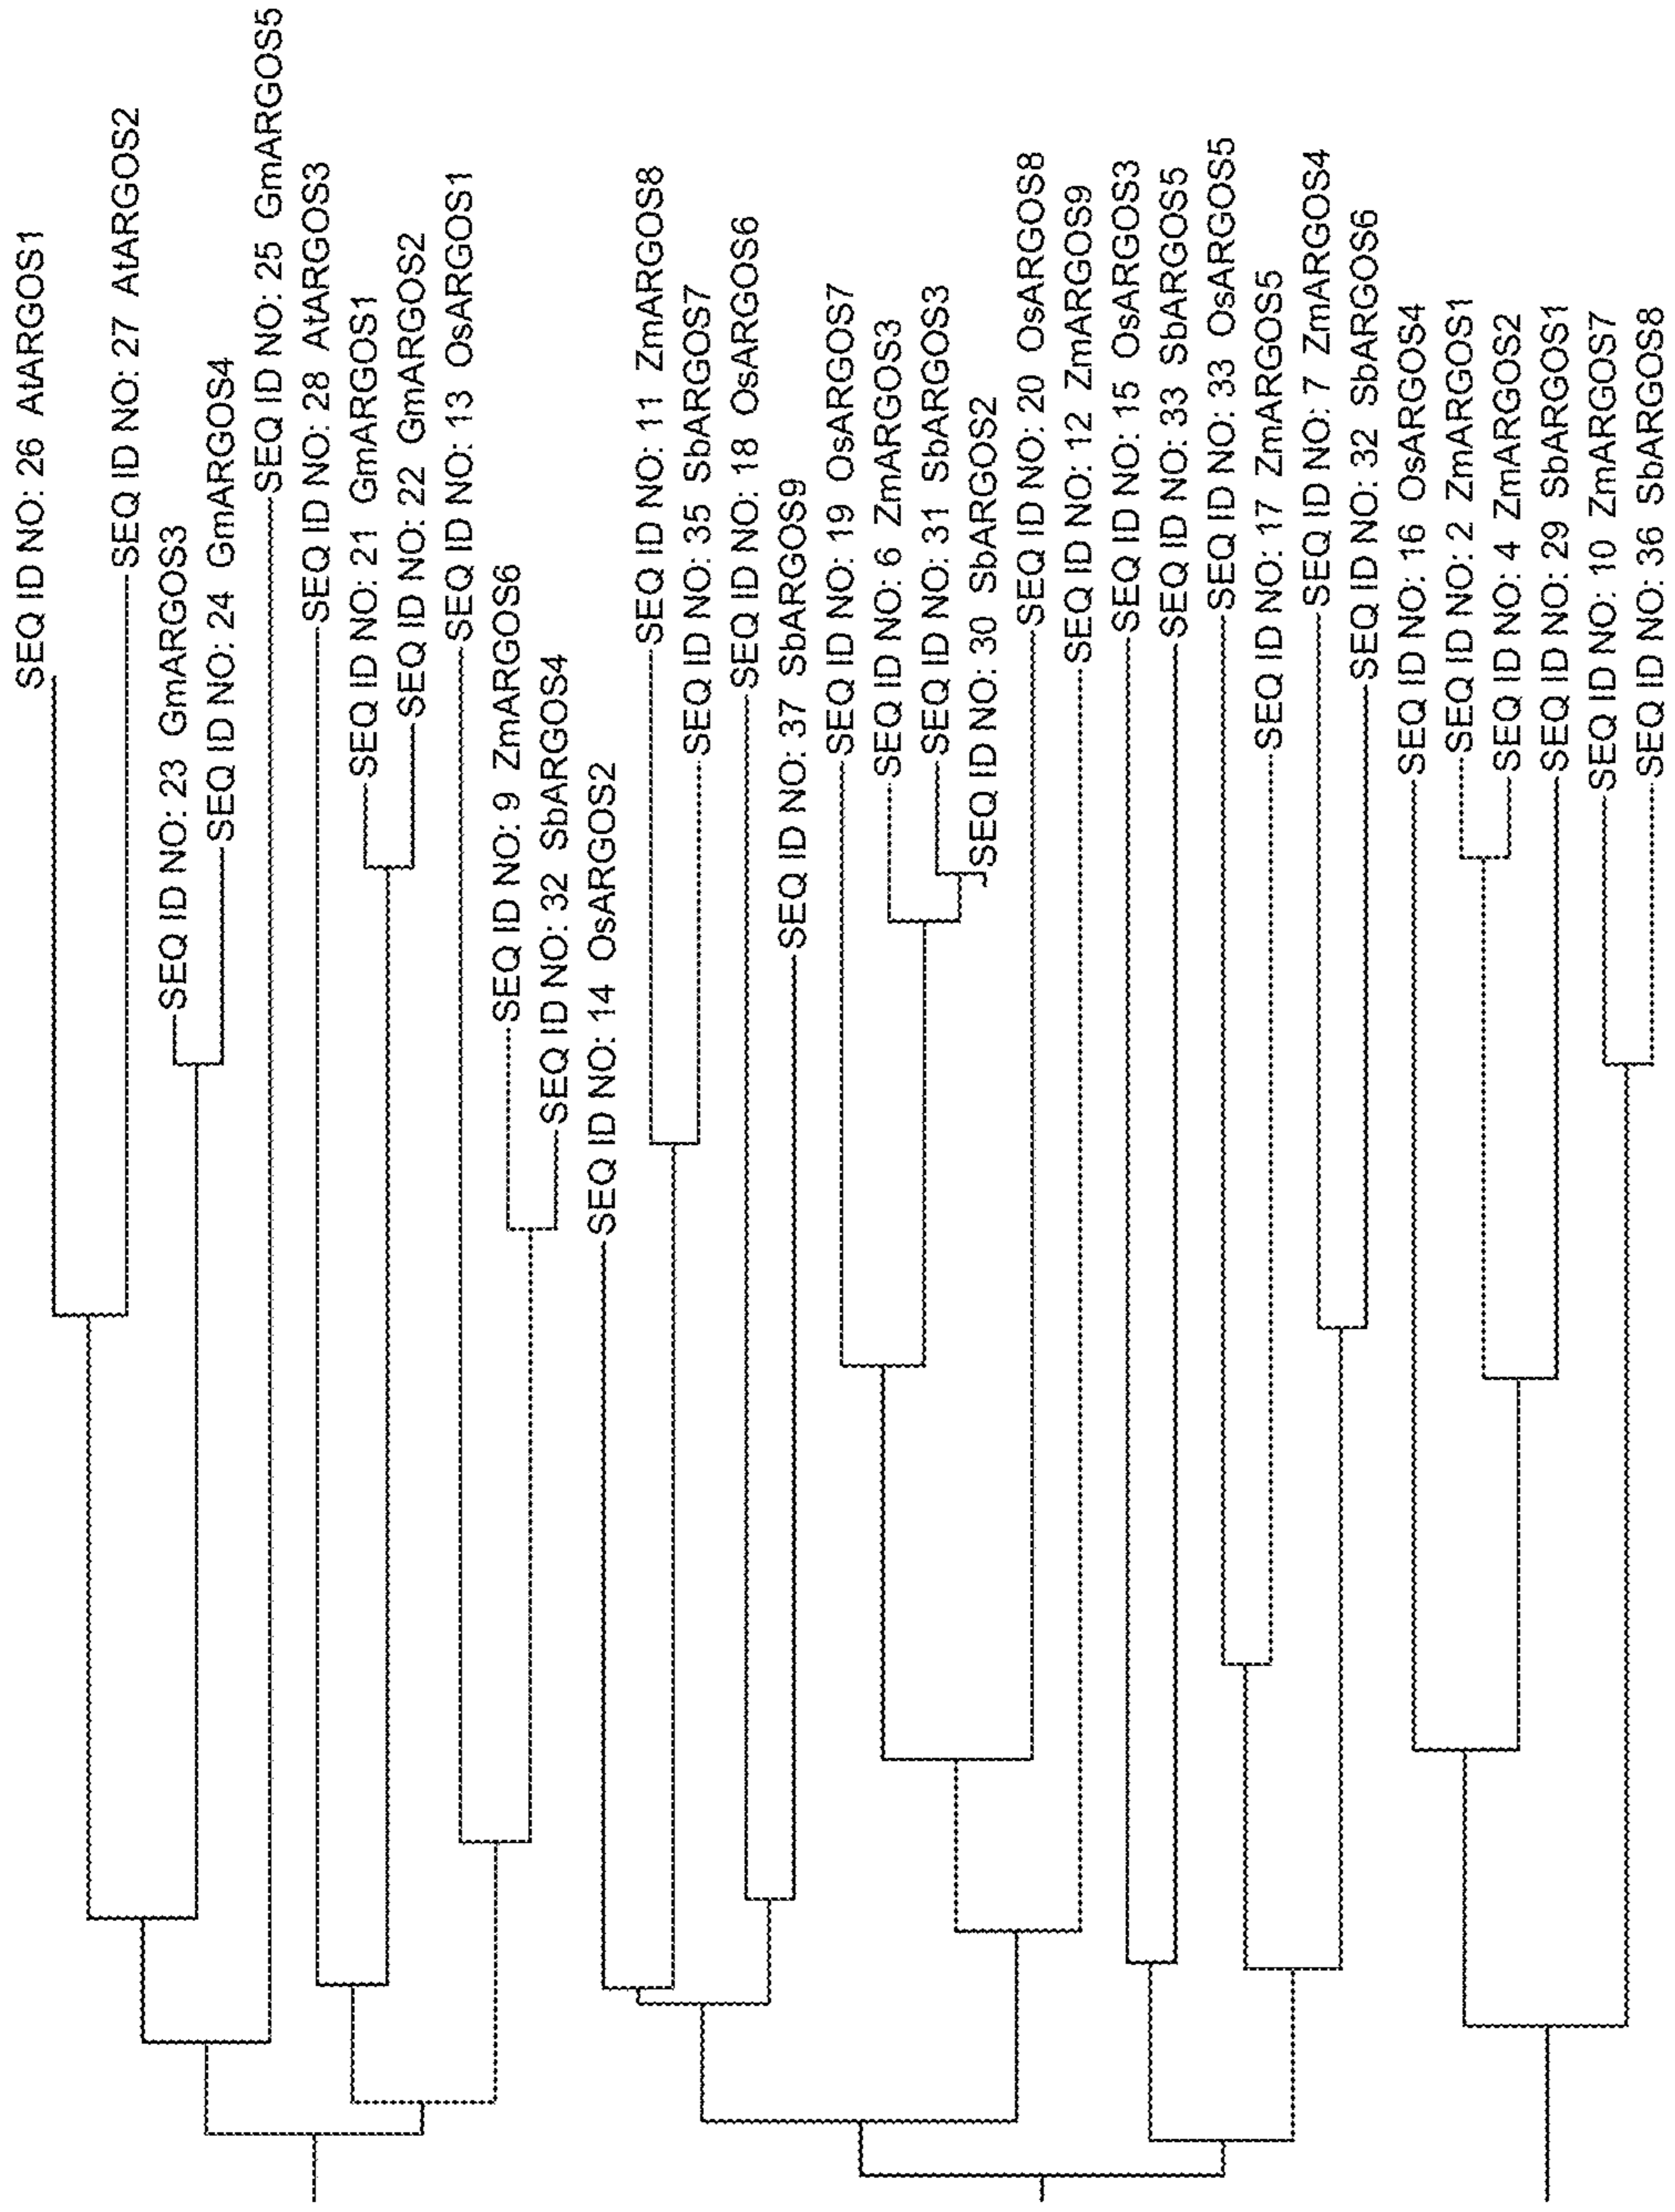 SEQ ID NO: 26 AtARGOS1
SEQ ID NO: 27 AtARGOS2
SEQ ID NO: 23 GmARGOS3
SEQ ID NO: 24 GmARGOS4
SEQ ID NO: 25 GmARGOS5
SEQ ID NO: 28 AtARGOS3
SEQ ID NO: 21 GmARGOS1
SEQ ID NO: 22 GmARGOS2
SEQ ID NO: 13 OsARGOS1
SEQ ID NO: 9 ZmARGOS6
SEQ ID NO: 32 SbARGOS4
SEQ ID NO: 14 OsARGOS2
SEQ ID NO: 11 ZmARGOS8
SEQ ID NO: 35 SbARGOS7
SEQ ID NO: 18 OsARGOS6
SEQ ID NO: 37 SbARGOS9
SEQ ID NO: 19 OsARGOS7
SEQ ID NO: 6 ZmARGOS3
SEQ ID NO: 31 SbARGOS3
SEQ ID NO: 30 SbARGOS2
SEQ ID NO: 20 OsARGOS8
SEQ ID NO: 12 ZmARGOS9
SEQ ID NO: 15 OsARGOS3
SEQ ID NO: 33 SbARGOS5
SEQ ID NO: 33 OsARGOS5
SEQ ID NO: 17 ZmARGOS5
SEQ ID NO: 7 ZmARGOS4
SEQ ID NO: 32 SbARGOS6
SEQ ID NO: 16 OsARGOS4
SEQ ID NO: 2 ZmARGOS1
SEQ ID NO: 4 ZmARGOS2
SEQ ID NO: 29 SbARGOS1
SEQ ID NO: 10 ZmARGOS7
SEQ ID NO: 36 SbARGOS8